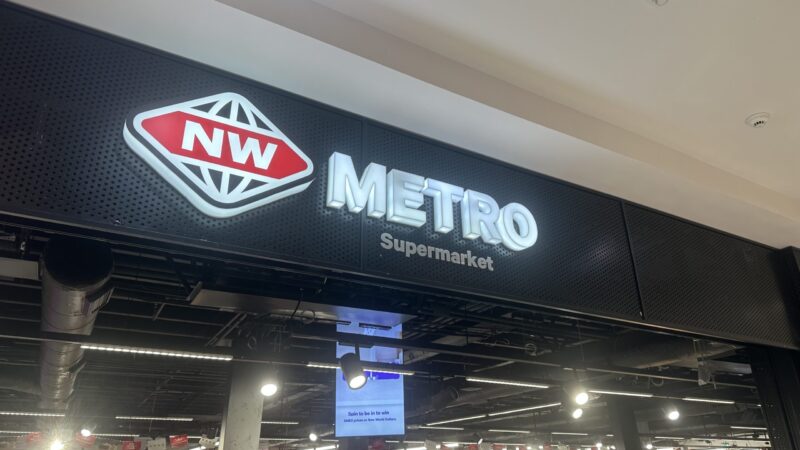 NW
METRO
Supermarket
Spin to be in to win